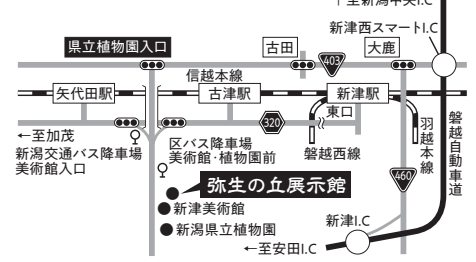 ↑至新潟中央I.C
新津西スマートI.C
県立植物園入口
古田
403
大鹿
信越本線
矢代田駅
古津駅
新津駅
東口
320
←至加茂
新潟交通バス降車場
美術館入口
区バス降車場
美術館・植物園前
磐越西線
羽越本線
磐越自動車道
460
弥生の丘展示館
新津美術館
新潟県立植物園
新津I.C
←至安田I.C